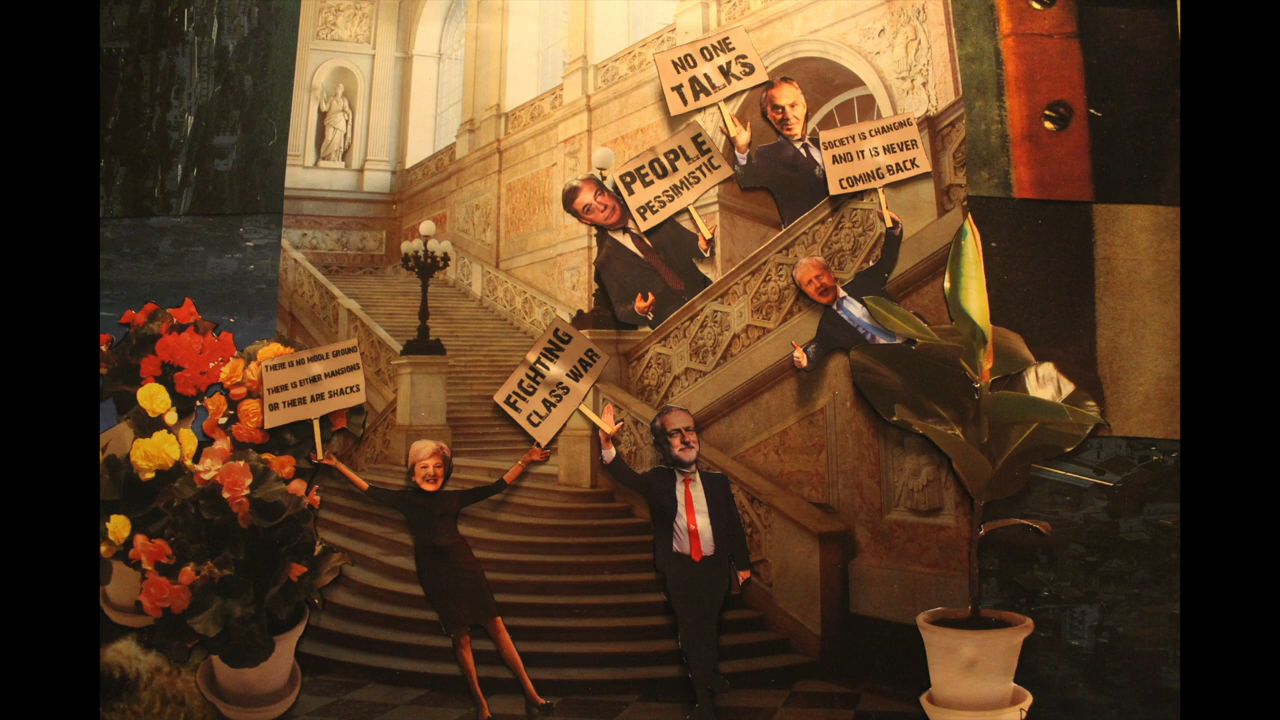 NO ONE
TALKS
PEOPLE
PESSIMISTIC
SOCIETY IS CHANGING
AND IT IS NEVER
COMING BACK
FIGHTING
CLASS WAR
THERE IS NO MIDDLE GROUND
THERE IS EITHER MANSIONS
OR THERE ARE SHACKS